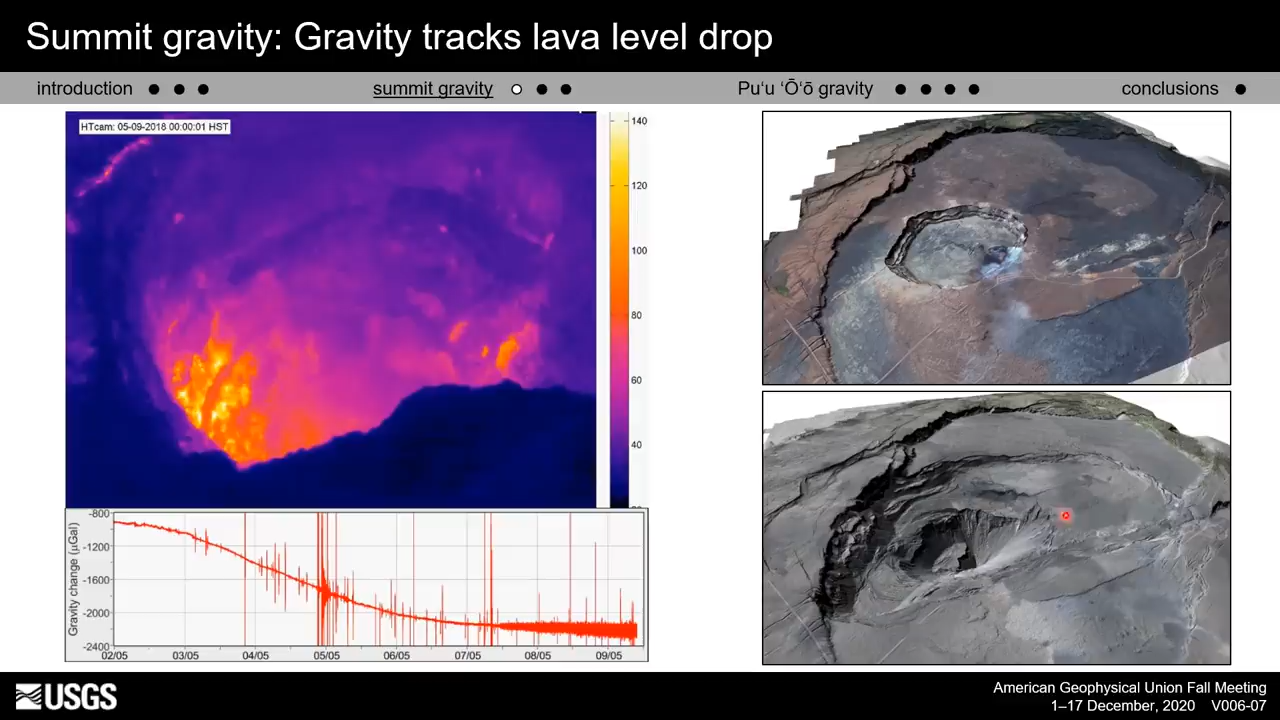 Summit gravity: Gravity tracks lava level drop
introduction
summit gravity
Pu‘u ‘Ō‘ō gravity
conclusions
HTcam: 05-09-2018 00:00:01 HST
140
120
100
80
60
40
Gravity change (µGal)
-800
-1200
-1600
-2000
-2400
02/05 03/05 04/05 05/05 06/05 07/05 08/05 09/05
USGS
American Geophysical Union Fall Meeting
1–17 December, 2020 V006-07